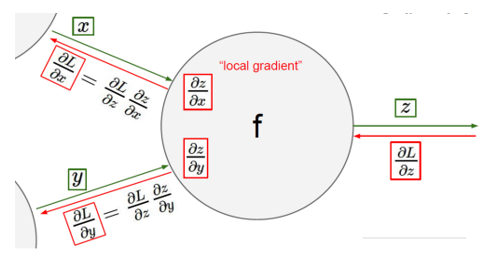 x
∂L/∂x = ∂L/∂z ∂z/∂x
"local gradient"
∂z/∂x
f
z
∂z/∂y
∂L/∂z
y
∂L/∂y = ∂L/∂z ∂z/∂y